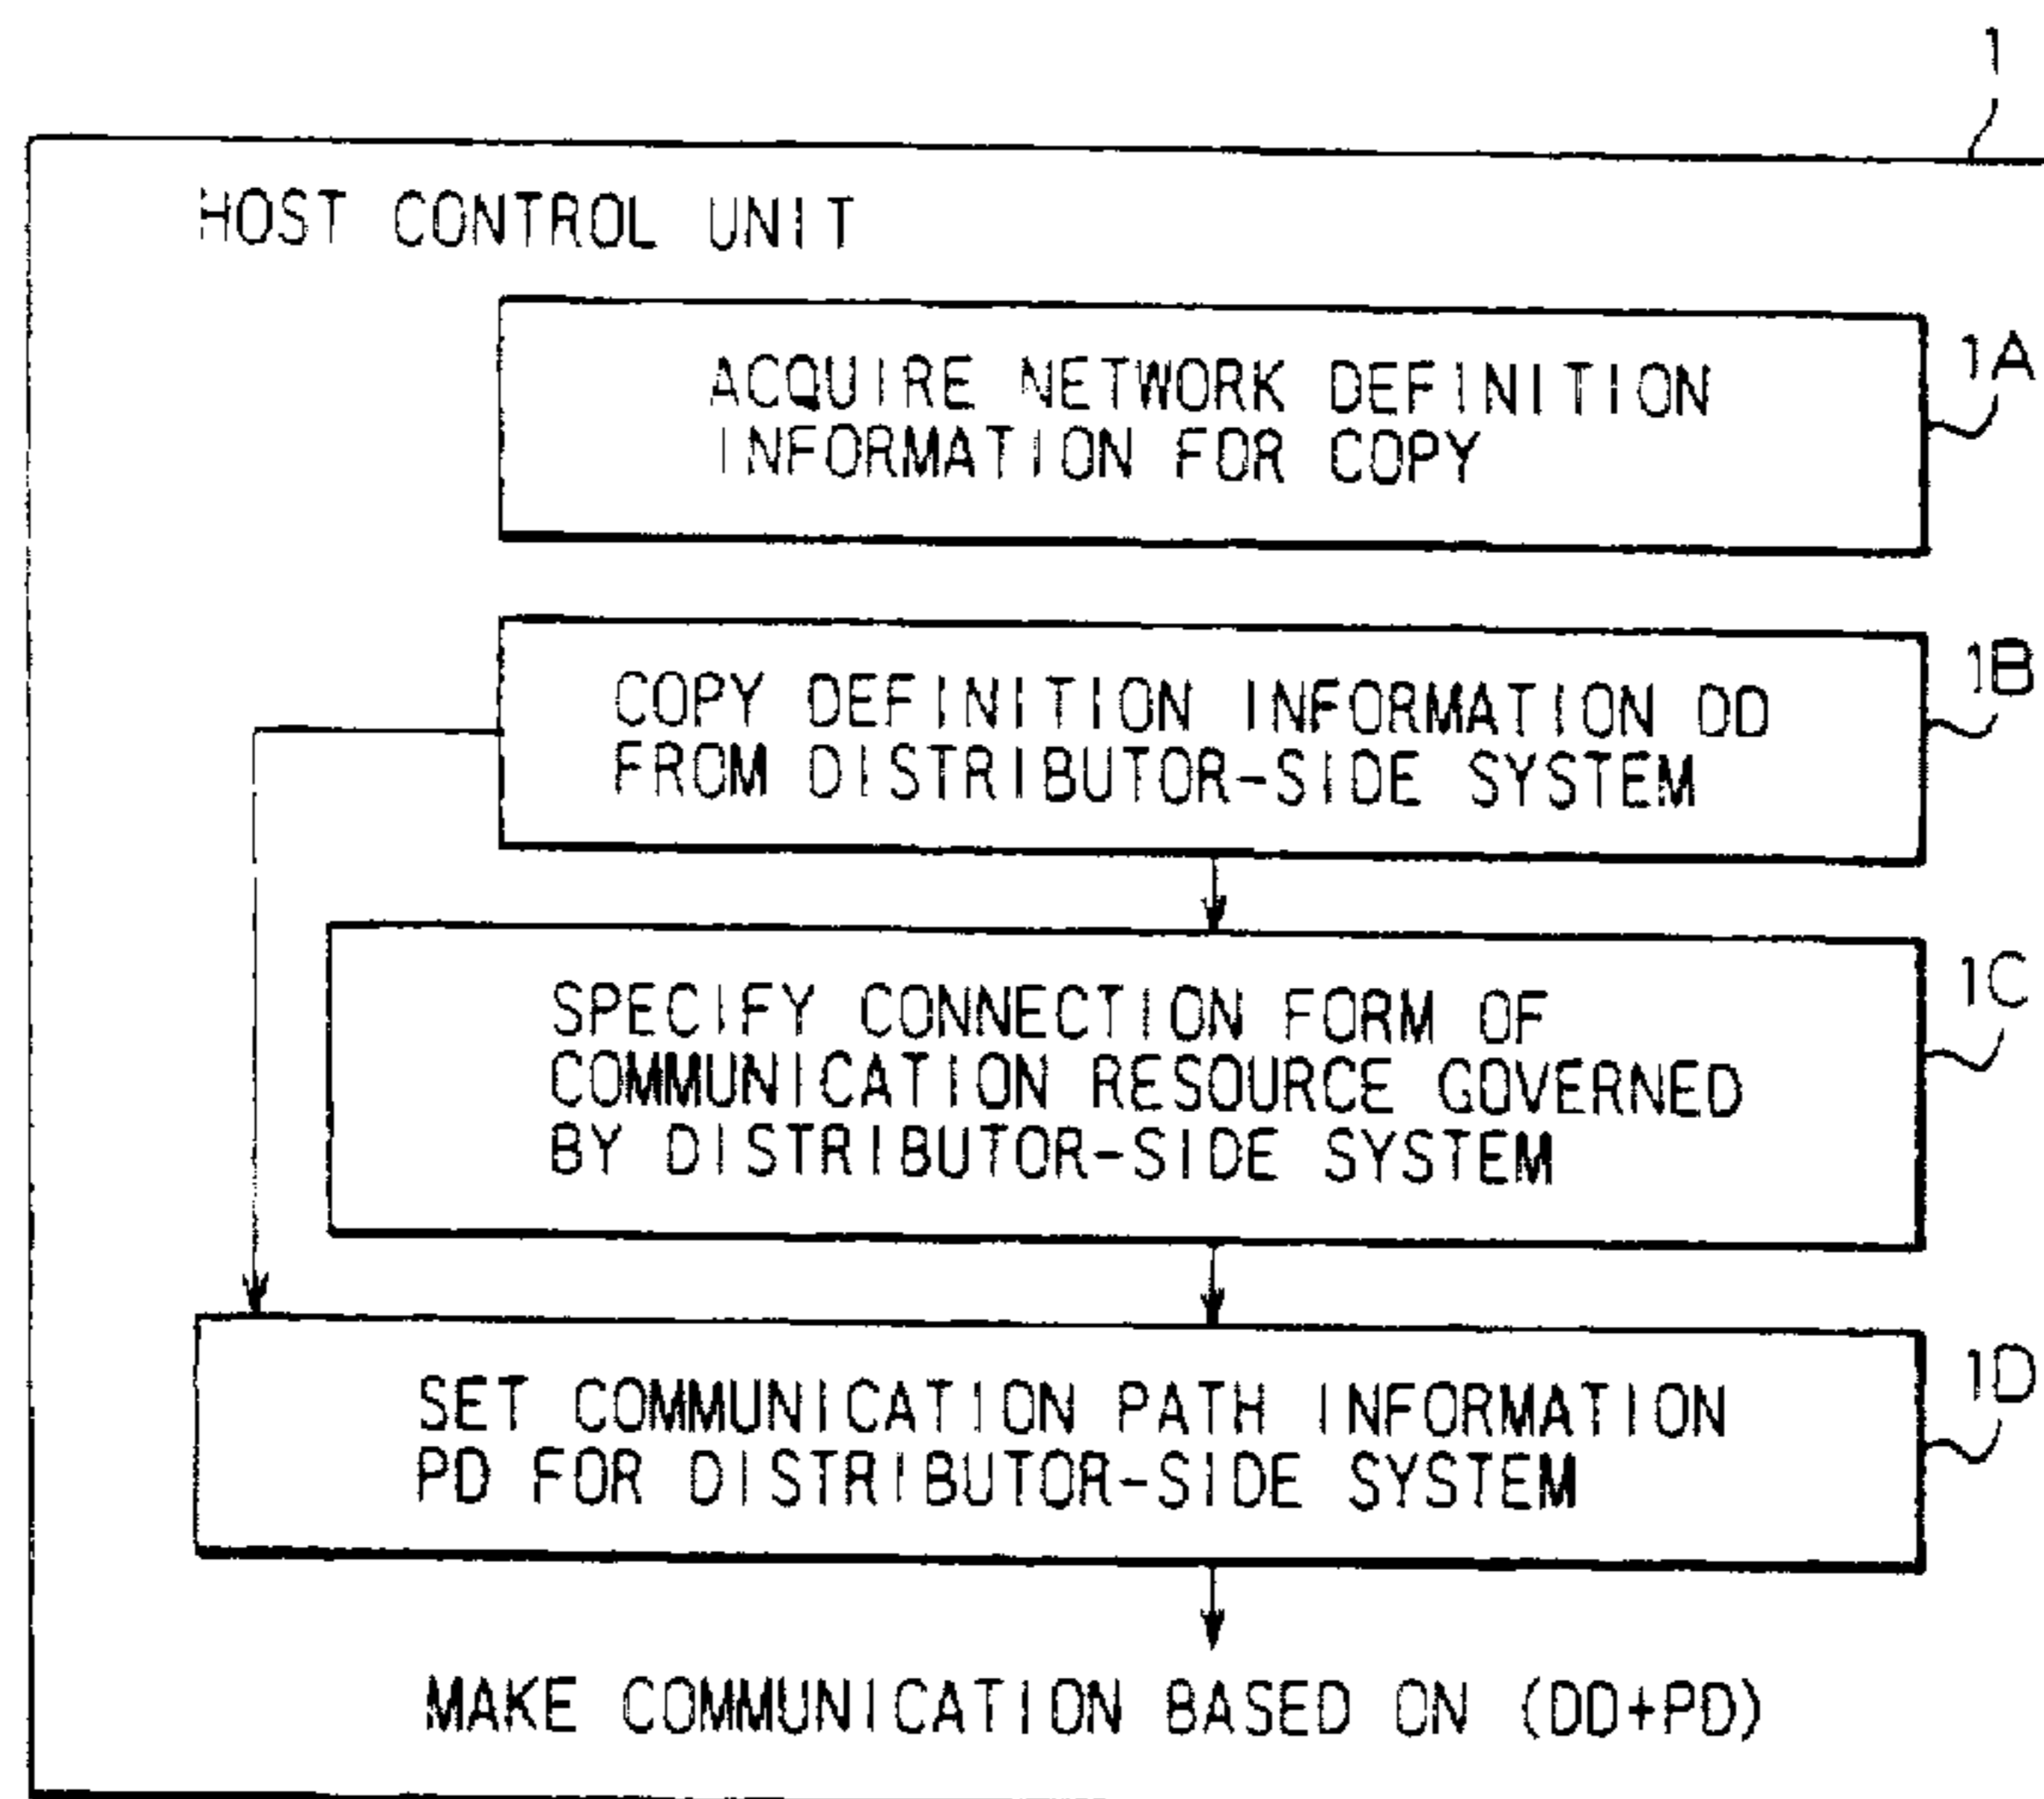 1
HOST CONTROL UNIT
ACQUIRE NETWORK DEFINITION
INFORMATION FOR COPY
1A
COPY DEFINITION INFORMATION DD
FROM DISTRIBUTOR-SIDE SYSTEM
1B
SPECIFY CONNECTION FORM OF
COMMUNICATION RESOURCE GOVERNED
BY DISTRIBUTOR-SIDE SYSTEM
1C
SET COMMUNICATION PATH INFORMATION
PD FOR DISTRIBUTOR-SIDE SYSTEM
1D
MAKE COMMUNICATION BASED ON (DD+PD)